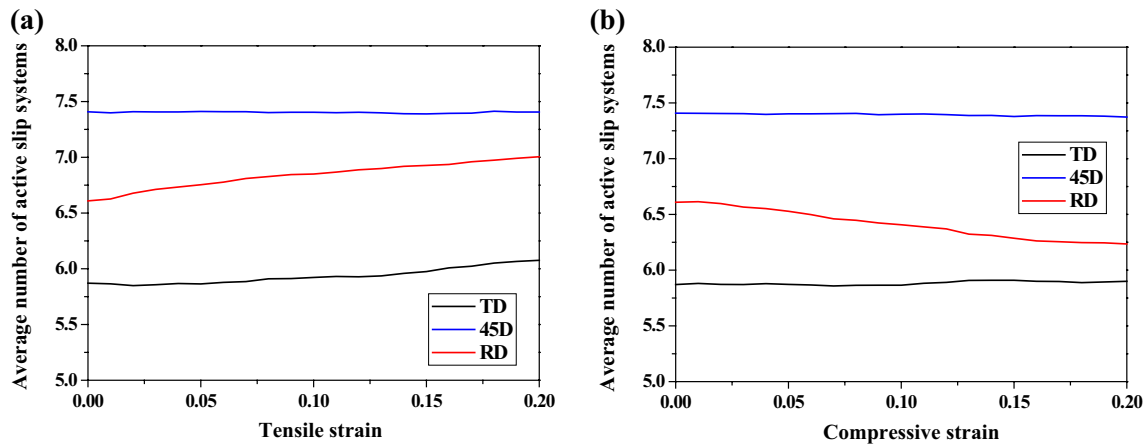 (a)
Average number of active slip systems
8.0
7.5
7.0
6.5
6.0
5.5
5.0
0.00 0.05 0.10 0.15 0.20
Tensile strain
TD
45D
RD
(b)
Average number of active slip systems
8.0
7.5
7.0
6.5
6.0
5.5
5.0
0.00 0.05 0.10 0.15 0.20
Compressive strain
TD
45D
RD